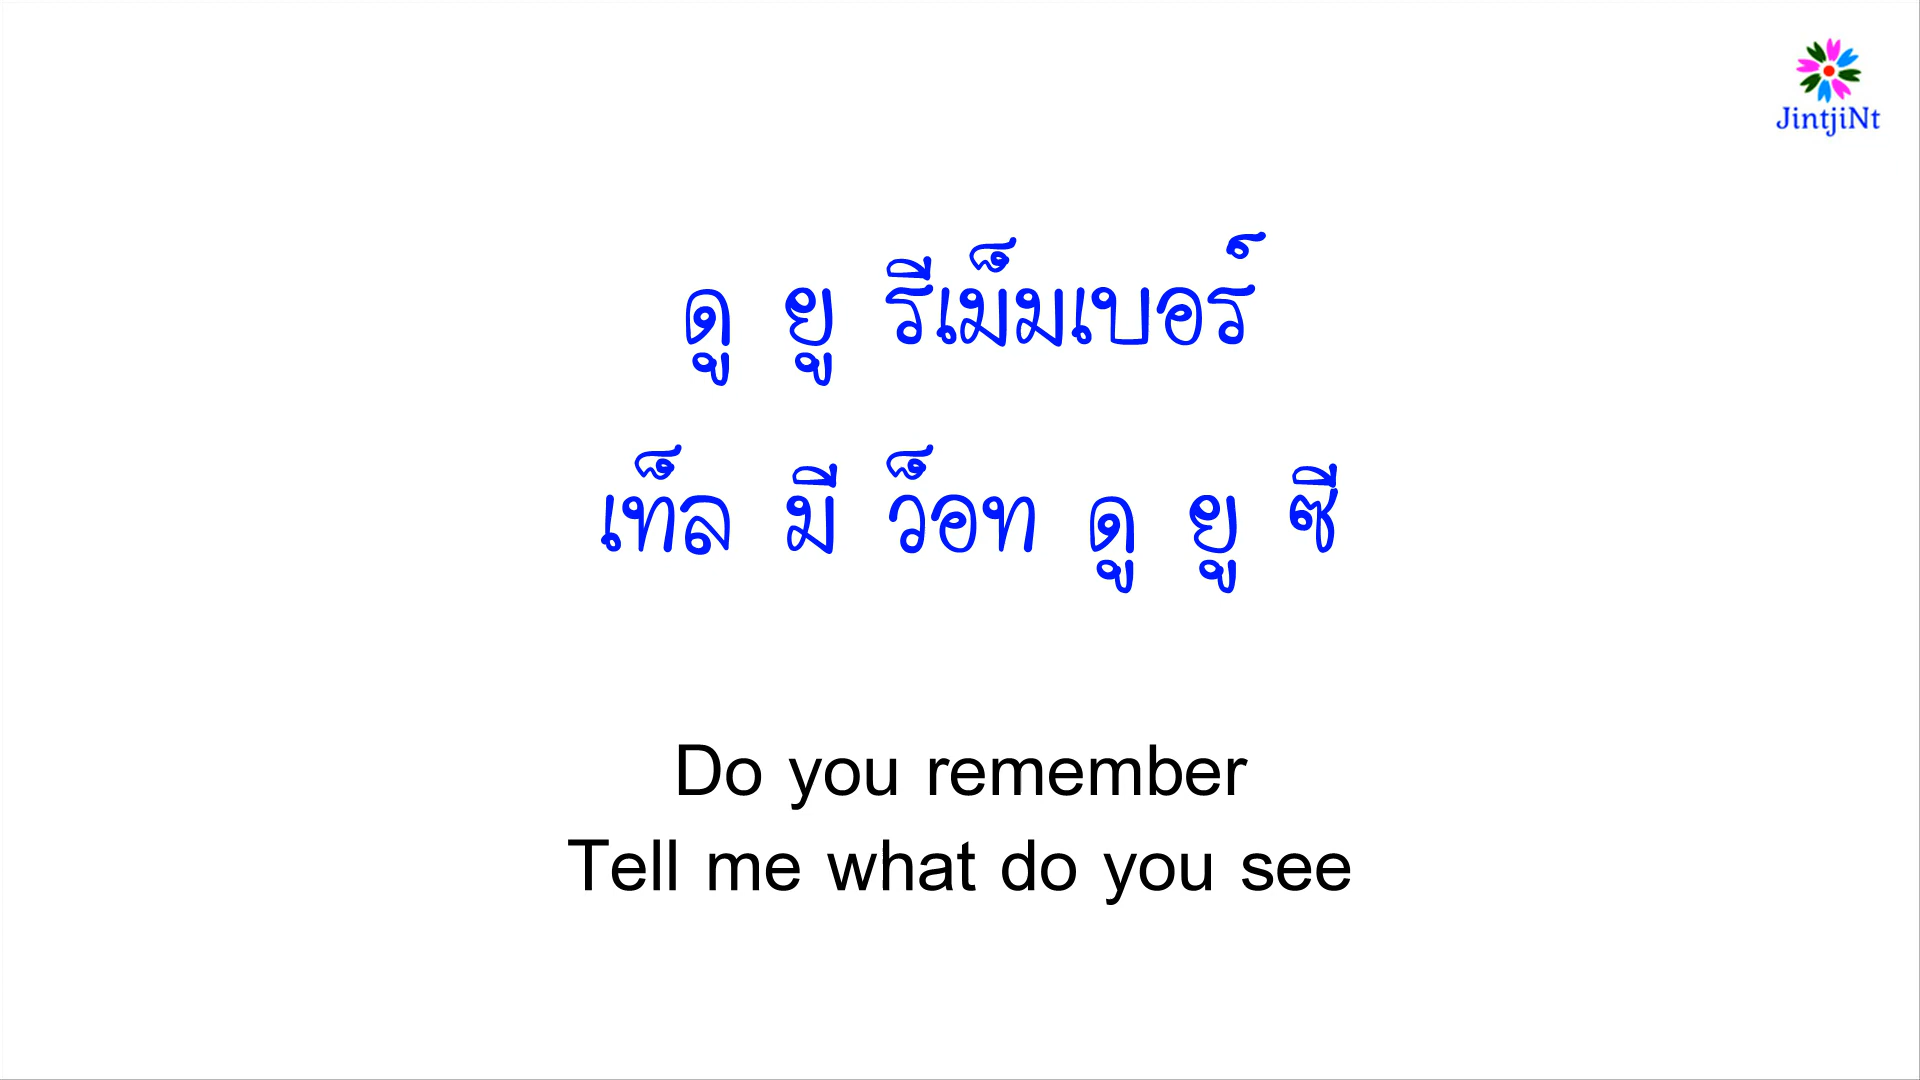 JintjiNt
ดู ยู รีเม็มเบอร์
เท็ล มี ว็อท ดู ยู ซี
Do you remember
Tell me what do you see